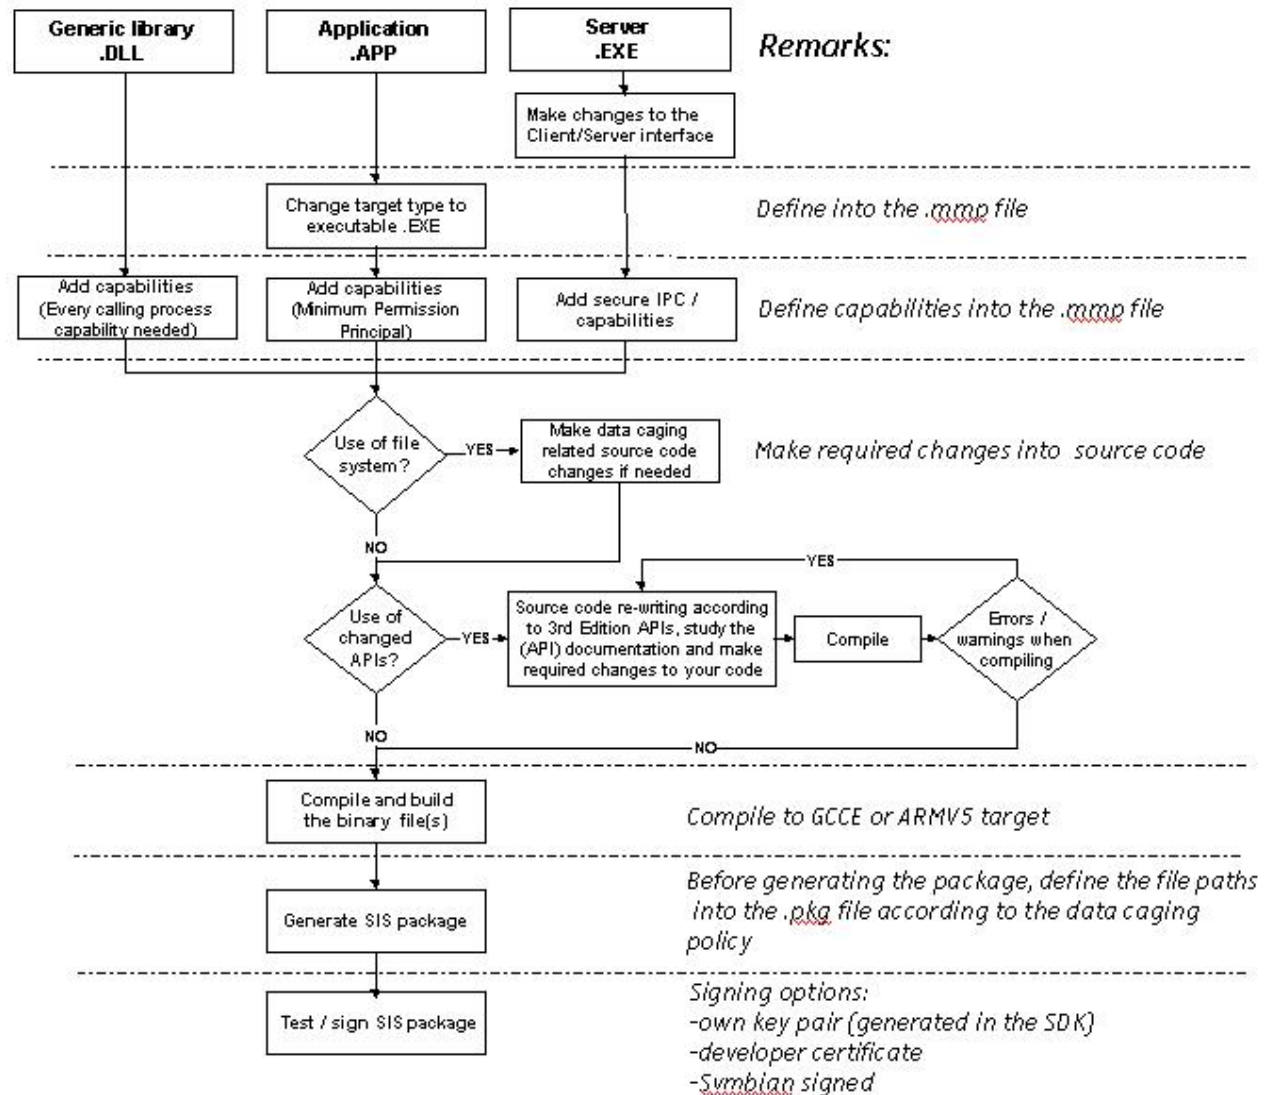 Generic library
.DLL
Application
.APP
Server
.EXE
Remarks:
Make changes to the
Client/Server interface
Change target type to
executable .EXE
Define into the .mmp file
Add capabilities
(Every calling process
capability needed)
Add capabilities
(Minimum Permission
Principal)
Add secure IPC /
capabilities
Define capabilities into the .mmp file
Use of file
system?
YES
Make data caging
related source code
changes if needed
Make required changes into source code
NO
YES
Use of
changed
APIs?
YES
Source code re-writing according
to 3rd Edition APIs, study the
(API) documentation and make
required changes to your code
Compile
Errors /
warnings when
compiling
NO
NO
Compile and build
the binary file(s)
Compile to GCCE or ARMV5 target
Generate SIS package
Before generating the package, define the file paths
into the .pkg file according to the data caging
policy
Test / sign SIS package
Signing options:
-own key pair (generated in the SDK)
-developer certificate
-Symbian signed